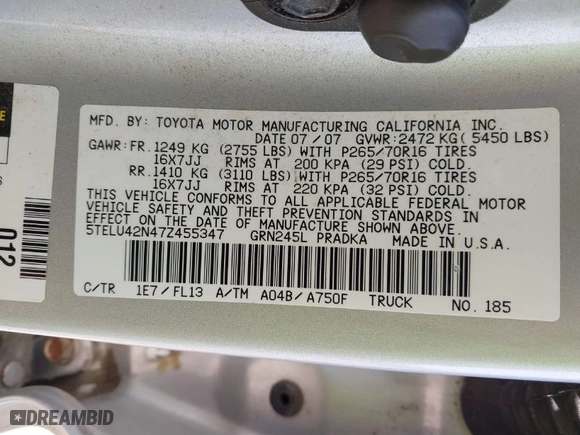 MFD. BY: TOYOTA MOTOR MANUFACTURING CALIFORNIA INC.
DATE 07/07 GVWR:2472 KG(5450 LBS)
GAWR:FR.1249 KG (2755 LBS)WITH P265/70R16 TIRES
16X7JJ RIMS AT 200 KPA (29 PSI) COLD.
RR.1410 KG (3110 LBS)WITH P265/70R16 TIRES
16X7JJ RIMS AT 220 KPA (32 PSI) COLD.
THIS VEHICLE CONFORMS TO ALL APPLICABLE FEDERAL MOTOR
VEHICLE SAFETY AND THEFT PREVENTION STANDARDS IN
EFFECT ON THE DATE OF MANUFACTURE SHOWN ABOVE.
5TELU42N47Z455347 GRN245L PRADKA MADE IN U.S.A.
C/TR 1E7/FL13 A/TM A04B/A750F TRUCK NO. 185
012
DREAMBID